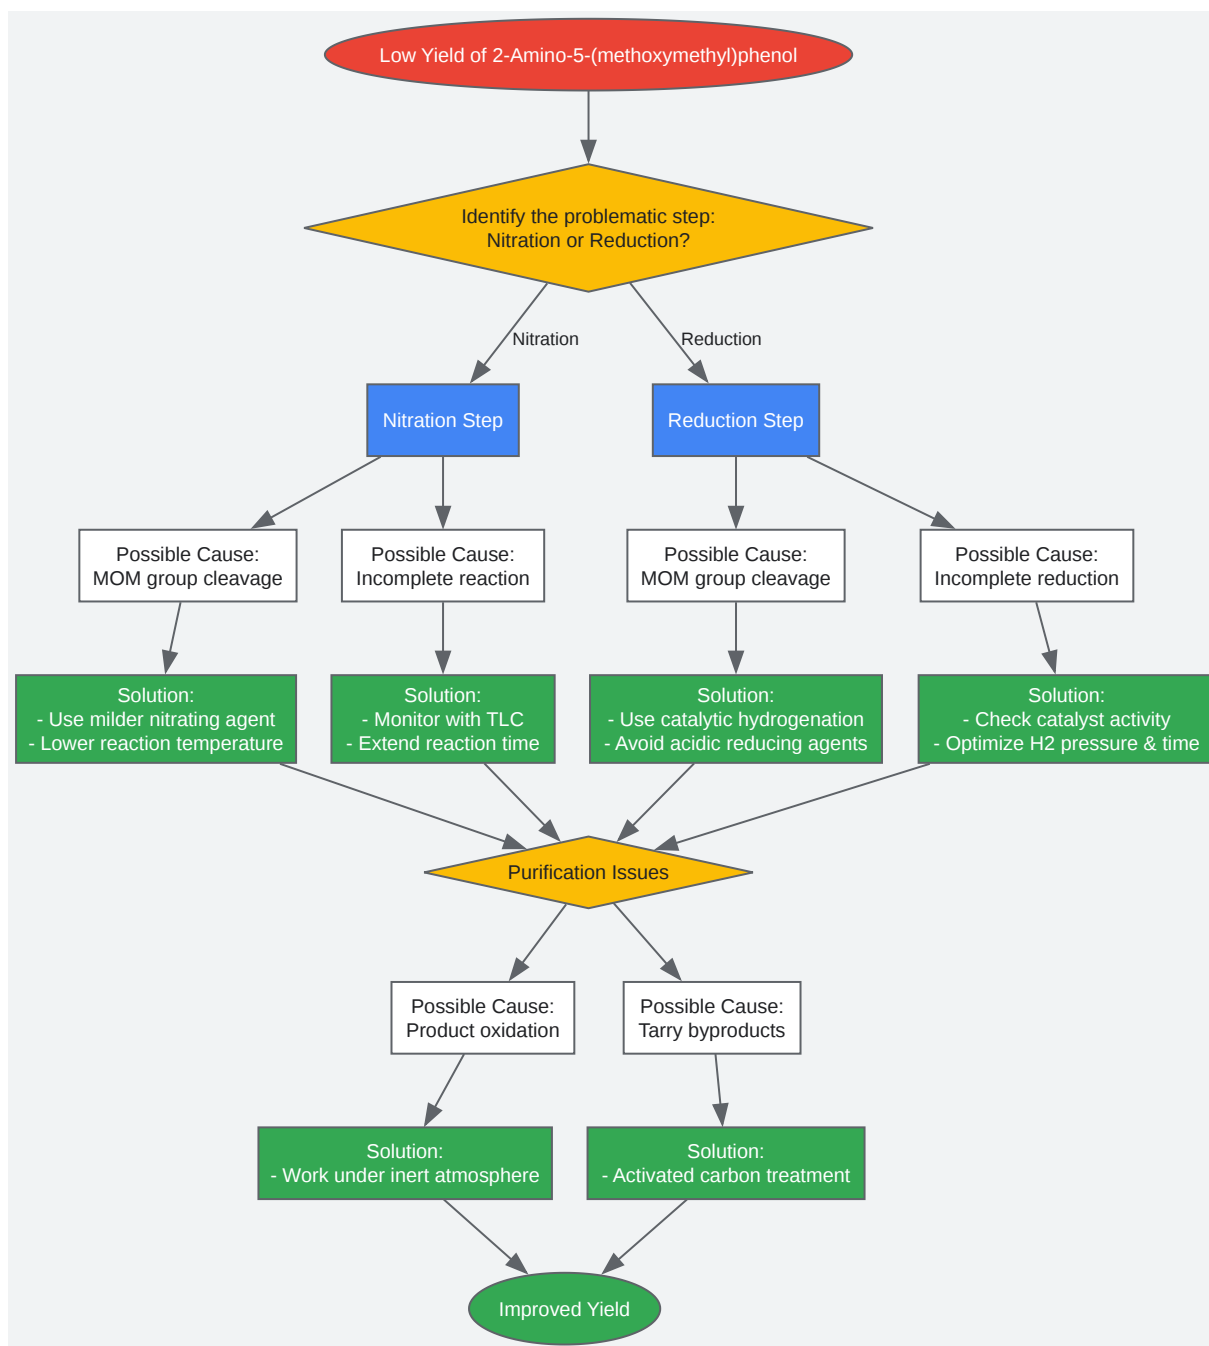 Low Yield of 2-Amino-5-(methoxymethyl)phenol
Identify the problematic step:
Nitration or Reduction?
Nitration
Reduction
Nitration Step
Reduction Step
Possible Cause:
MOM group cleavage
Possible Cause:
Incomplete reaction
Possible Cause:
MOM group cleavage
Possible Cause:
Incomplete reduction
Solution:
- Use milder nitrating agent
- Lower reaction temperature
Solution:
- Monitor with TLC
- Extend reaction time
Solution:
- Use catalytic hydrogenation
- Avoid acidic reducing agents
Solution:
- Check catalyst activity
- Optimize H2 pressure & time
Purification Issues
Possible Cause:
Product oxidation
Possible Cause:
Tarry byproducts
Solution:
- Work under inert atmosphere
Solution:
- Activated carbon treatment
Improved Yield